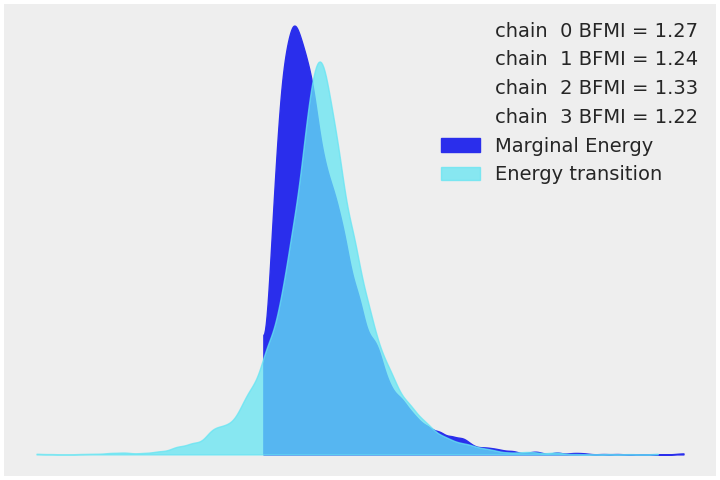 chain  0 BFMI = 1.27
chain  1 BFMI = 1.24
chain  2 BFMI = 1.33
chain  3 BFMI = 1.22
Marginal Energy
Energy transition